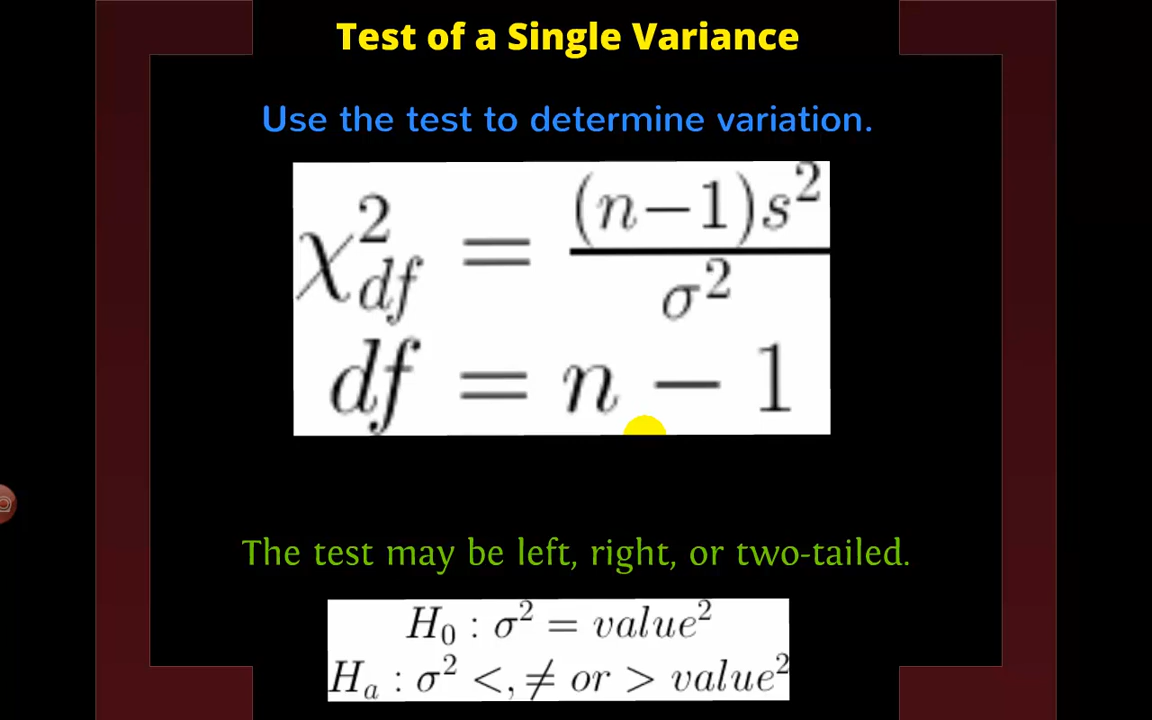 Test of a Single Variance
Use the test to determine variation.
χ²_df = (n−1)s² / σ²
df = n − 1
The test may be left, right, or two-tailed.
H₀ : σ² = value²
Hₐ : σ² <, ≠ or > value²